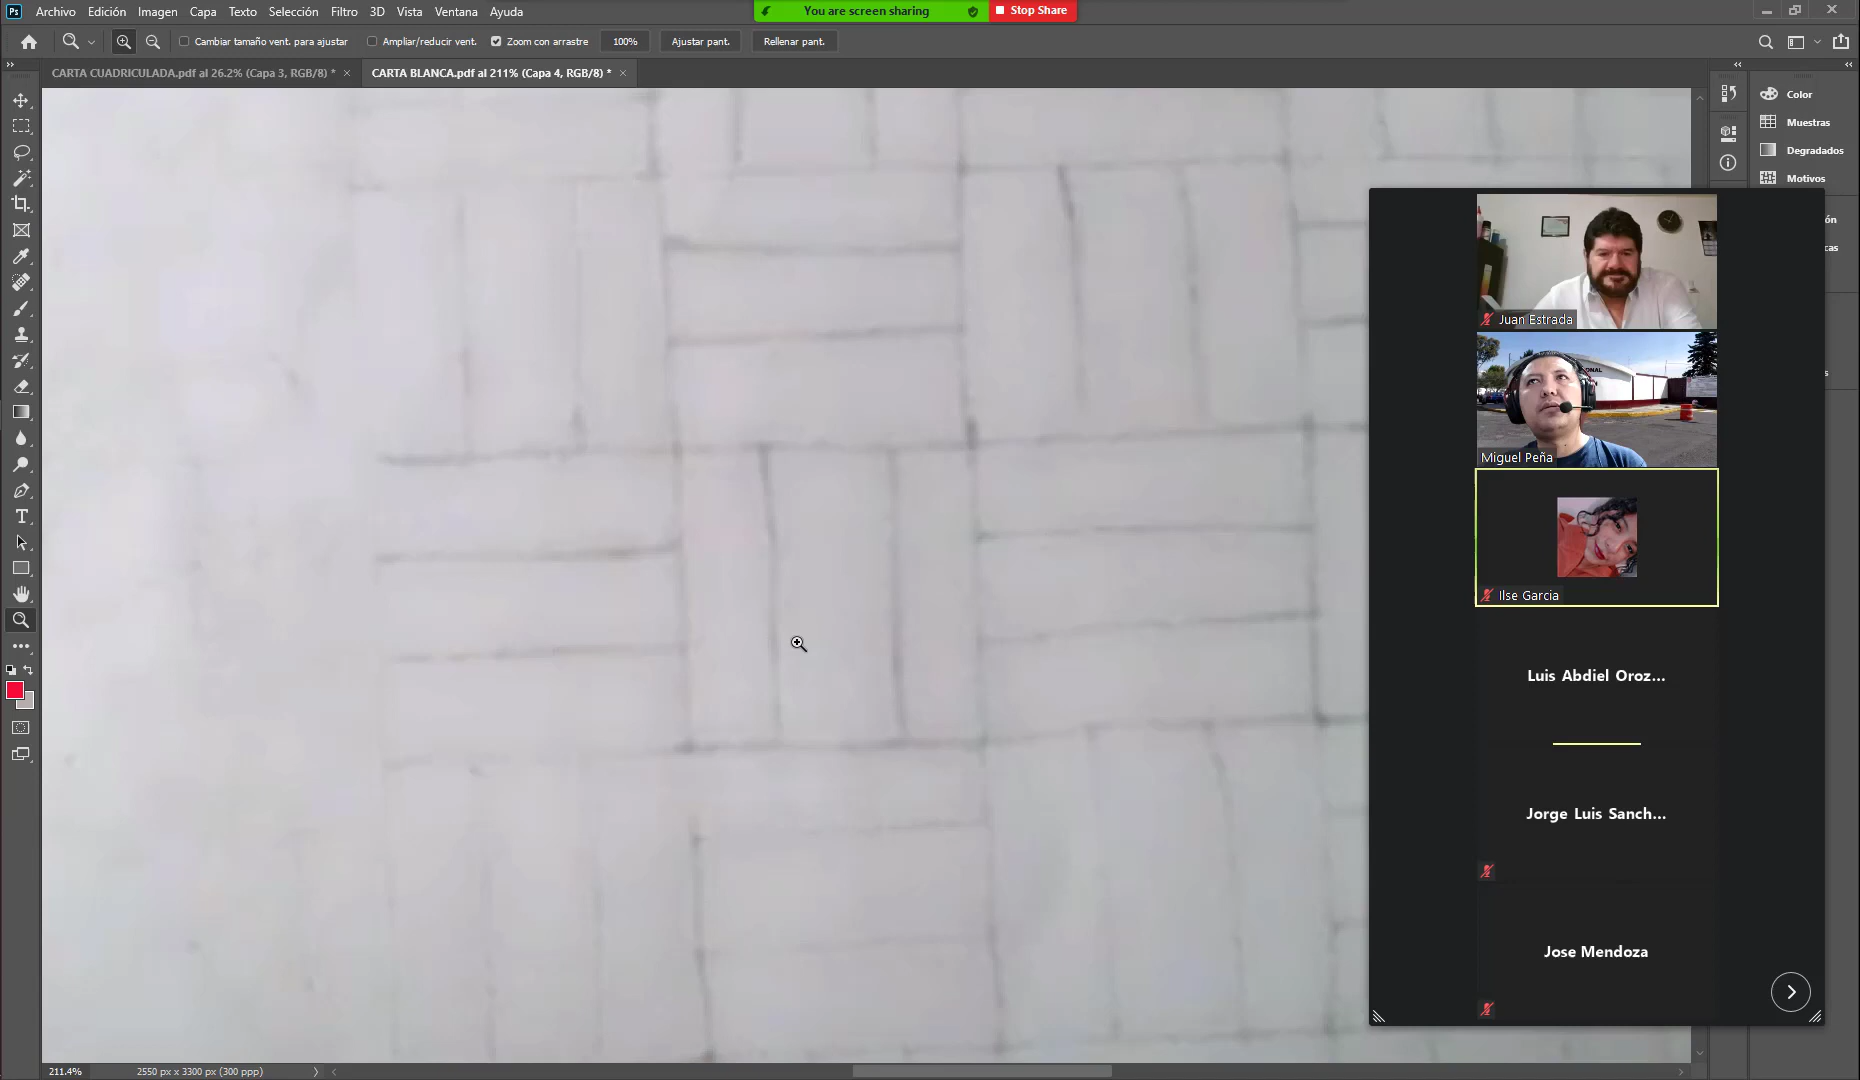 Ps Archivo Edición Imagen Capa Texto Selección Filtro 3D Vista Ventana Ayuda
You are screen sharing Stop Share
Cambiar tamaño vent. para ajustar Ampliar/reducir vent. Zoom con arrastre 100% Ajustar pant. Rellenar pant.
CARTA CUADRICULADA.pdf al 26.2% (Capa 3, RGB/8) * × CARTA BLANCA.pdf al 211% (Capa 4, RGB/8) * ×
Color
Muestras
Degradados
Motivos
ón
cas
s
Juan Estrada
ONAL
Miguel Peña
Ilse Garcia
Luis Abdiel Oroz...
Jorge Luis Sanch...
Jose Mendoza
211.4% 2550 px x 3300 px (300 ppp)